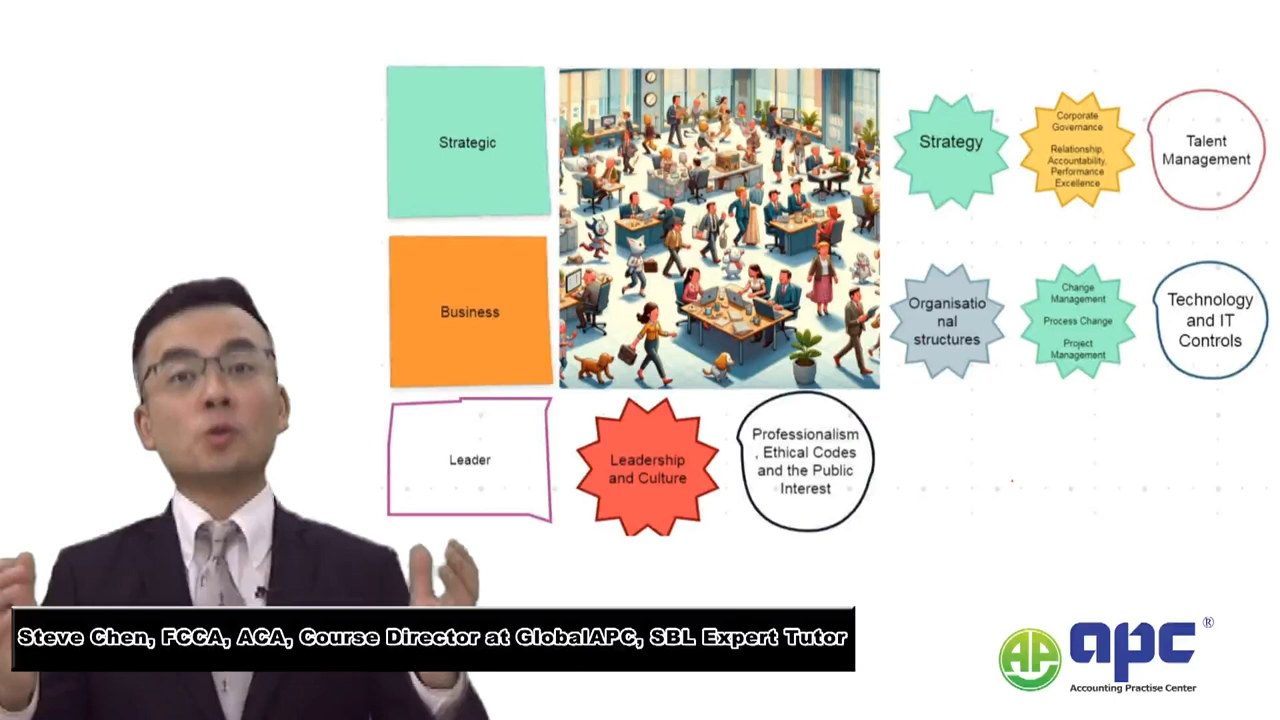 Strategic
Strategy
Corporate
Governance
Relationship,
Accountability,
Performance
Excellence
Talent
Management
Business
Organisatio
nal
structures
Change
Management
Process Change
Project
Management
Technology
and IT
Controls
Leader
Leadership
and Culture
Professionalism
, Ethical Codes
and the Public
Interest
Steve Chen, FCCA, ACA, Course Director at GlobalAPC, SBL Expert Tutor
AP
apc®
Accounting Practise Center